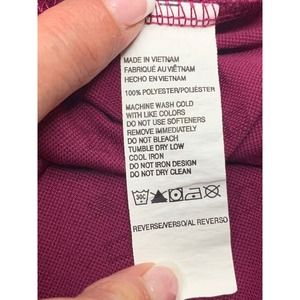 MADE IN VIETNAM
FABRIQUÉ AU VIÊTNAM
HECHO EN VIETNAM
100% POLYESTER/POLIÉSTER
MACHINE WASH COLD
WITH LIKE COLORS
DO NOT USE SOFTENERS
REMOVE IMMEDIATELY
DO NOT BLEACH
TUMBLE DRY LOW
COOL IRON
DO NOT IRON DESIGN
DO NOT DRY CLEAN
30C
REVERSE/VERSO/AL REVERSO